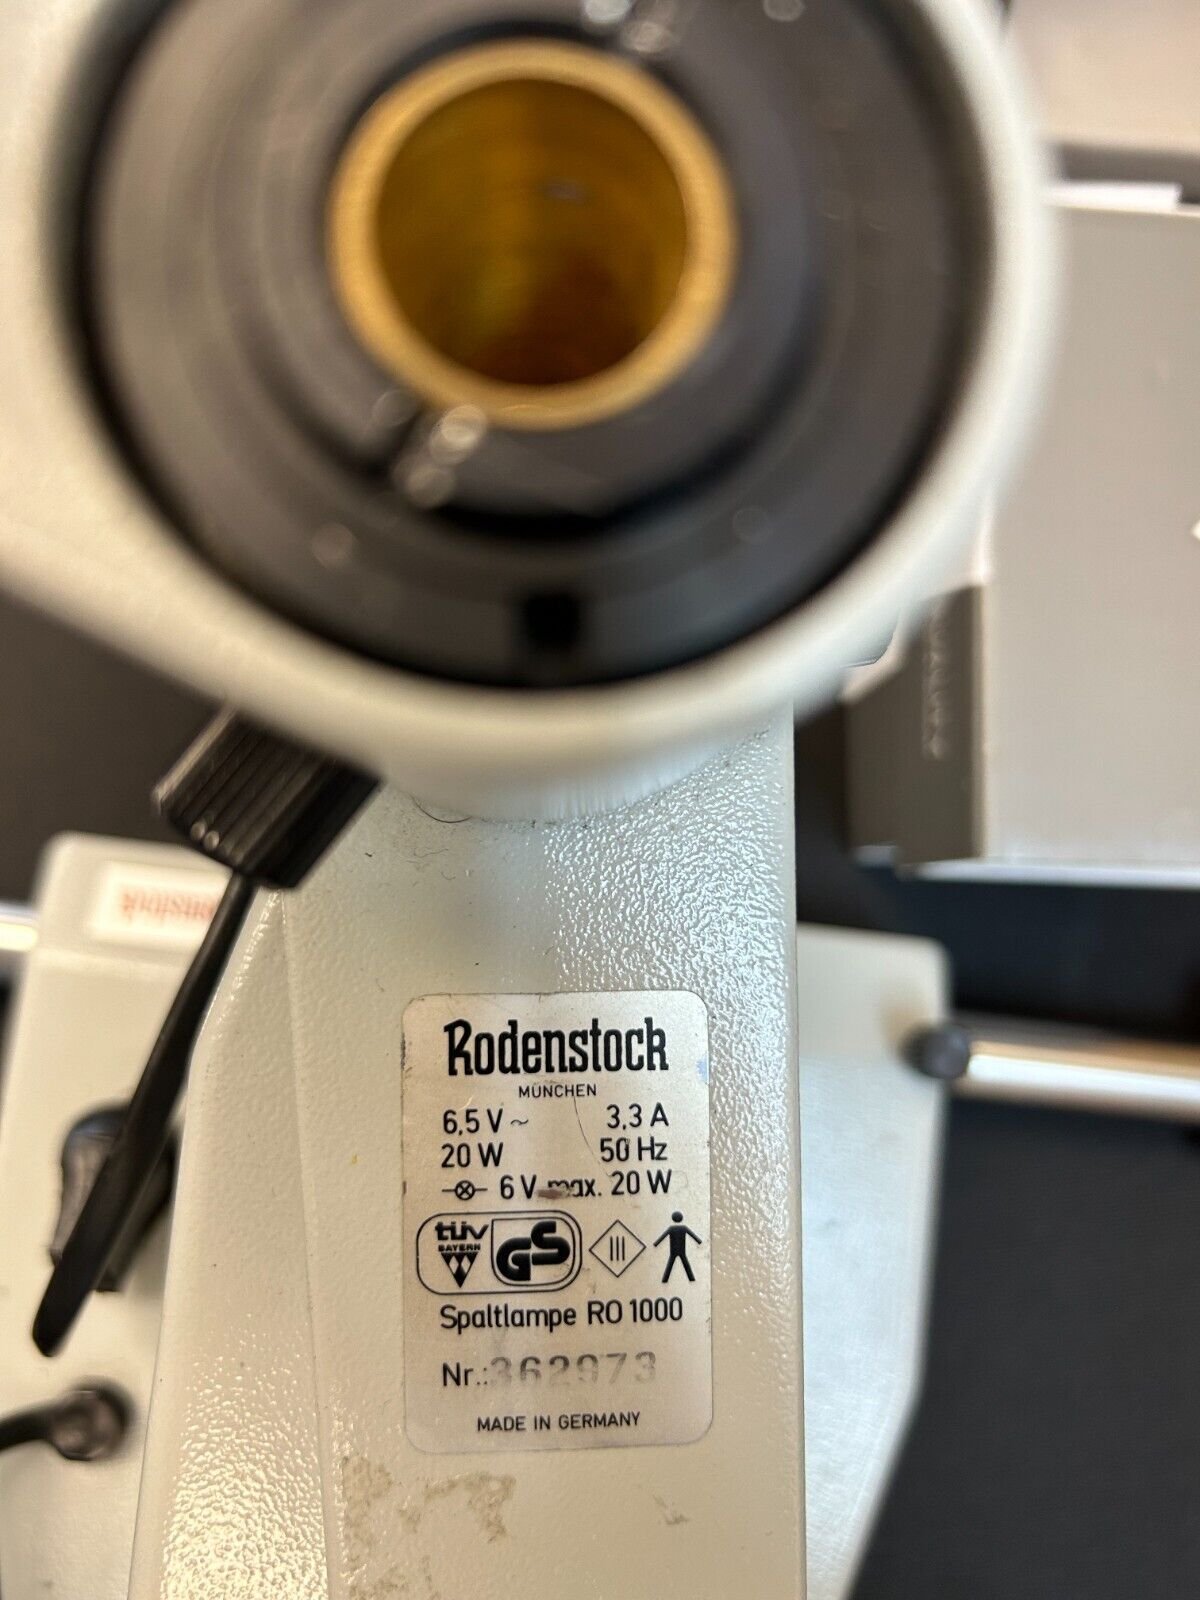 Rodenstock
MÜNCHEN
6,5 V ~ 3,3 A
20 W 50 Hz
6 V max. 20 W
TÜV
BAYERN
GS
III
Spaltlampe RO 1000
Nr.: 362973
MADE IN GERMANY